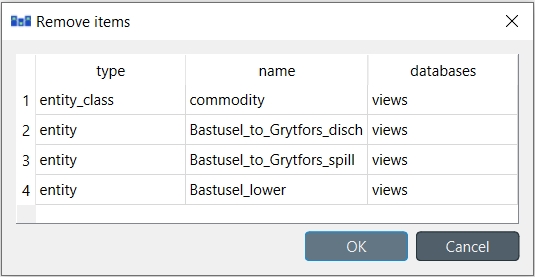 Remove items
type name databases
1 entity_class commodity views
2 entity Bastusel_to_Grytfors_disch views
3 entity Bastusel_to_Grytfors_spill views
4 entity Bastusel_lower views
OK Cancel